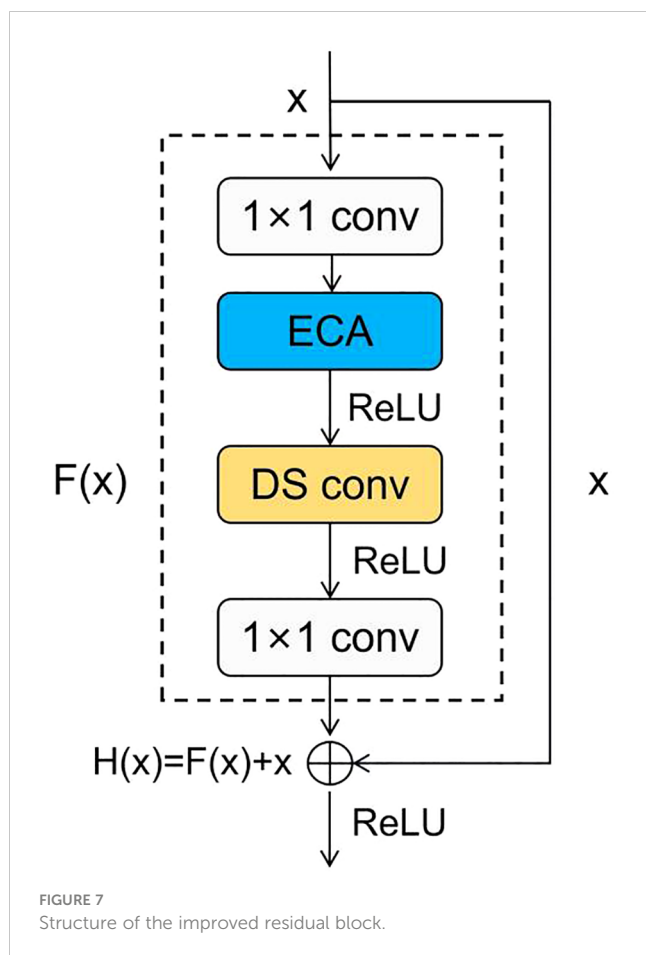 x
1×1 conv
ECA
ReLU
DS conv
F(x)
x
ReLU
1×1 conv
H(x)=F(x)+x
ReLU
FIGURE 7
Structure of the improved residual block.